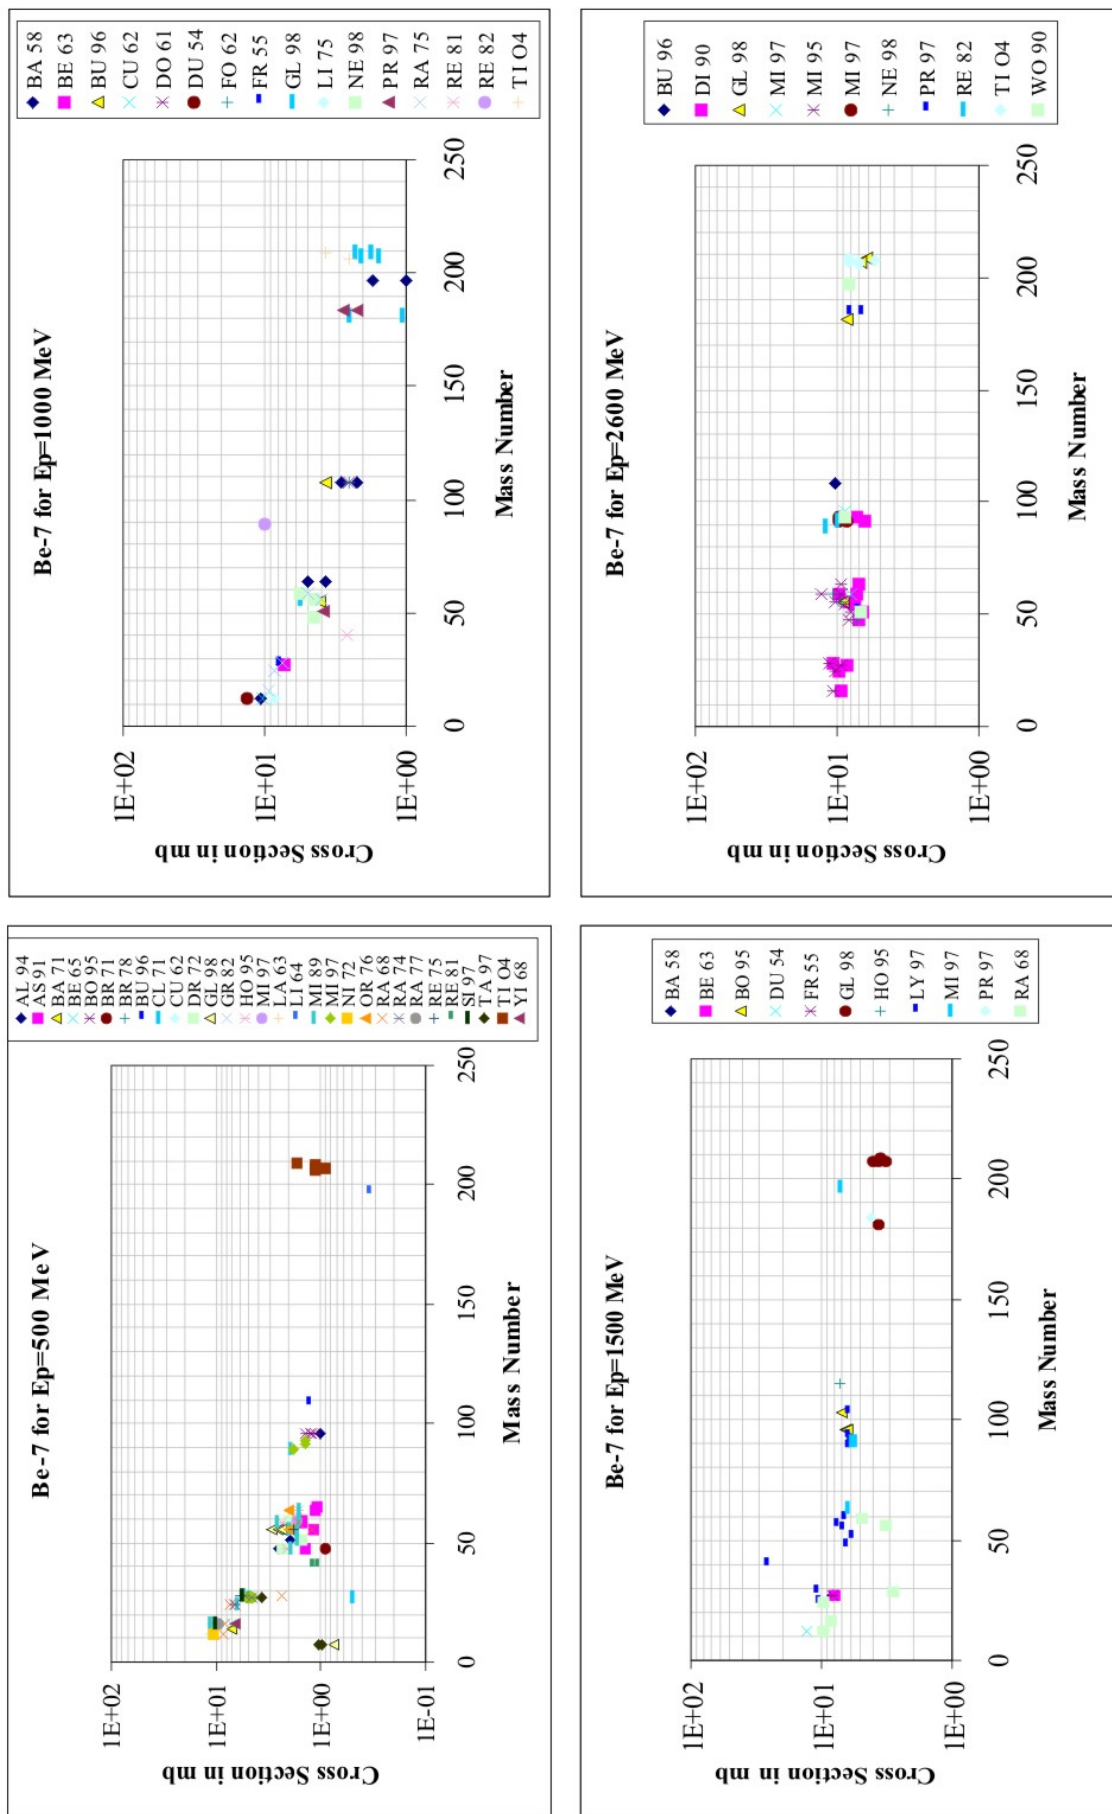 Be-7 for Ep=500 MeV
Cross Section in mb
1E+02
1E+01
1E+00
1E-01
0
50
100
150
200
250
Mass Number
AL 94
AS 91
BA 71
BE 65
BO 95
BR 71
BR 78
BU 96
CL 71
CU 62
DR 72
GL 98
GR 82
HO 95
MI 97
LA 63
LI 64
MI 89
MI 97
NI 72
OR 76
RA 68
RA 74
RA 77
RE 75
RE 81
SI 97
TA 97
TI O4
YI 68
Be-7 for Ep=1000 MeV
Cross Section in mb
1E+02
1E+01
1E+00
0
50
100
150
200
250
Mass Number
BA 58
BE 63
BU 96
CU 62
DO 61
DU 54
FO 62
FR 55
GL 98
LI 75
NE 98
PR 97
RA 75
RE 81
RE 82
TI O4
Be-7 for Ep=1500 MeV
Cross Section in mb
1E+02
1E+01
1E+00
0
50
100
150
200
250
Mass Number
BA 58
BE 63
BO 95
DU 54
FR 55
GL 98
HO 95
LY 97
MI 97
PR 97
RA 68
Be-7 for Ep=2600 MeV
Cross Section in mb
1E+02
1E+01
1E+00
0
50
100
150
200
250
Mass Number
BU 96
DI 90
GL 98
MI 97
MI 95
MI 97
NE 98
PR 97
RE 82
TI O4
WO 90